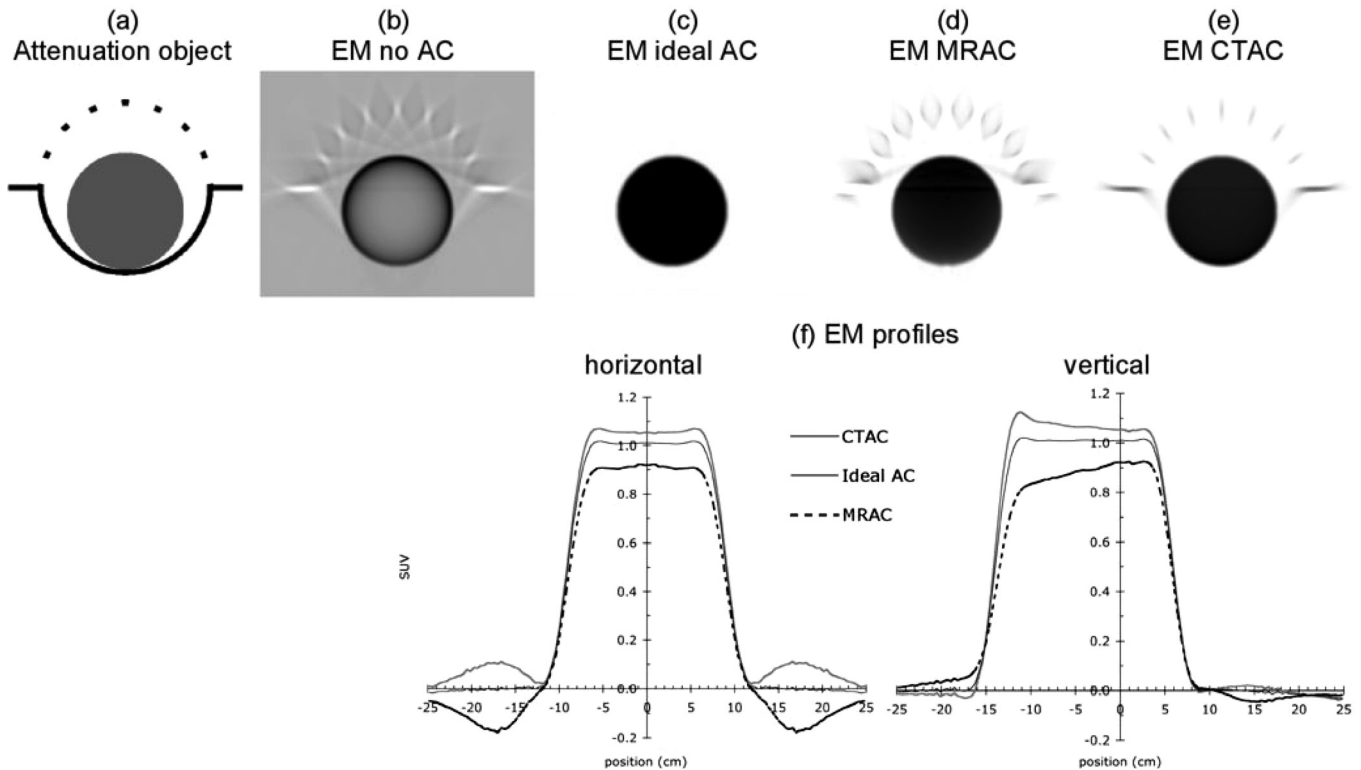 (a)
Attenuation object
(b)
EM no AC
(c)
EM ideal AC
(d)
EM MRAC
(e)
EM CTAC
(f) EM profiles
horizontal
1.2
1.0
0.8
0.6
0.4
0.2
0.0
-0.2
-25 -20 -15 -10 -5 0 5 10 15 20 25
SUV
position (cm)
CTAC
Ideal AC
MRAC
vertical
1.2
1.0
0.8
0.6
0.4
0.2
0.0
-0.2
-25 -20 -15 -10 -5 0 5 10 15 20 25
position (cm)